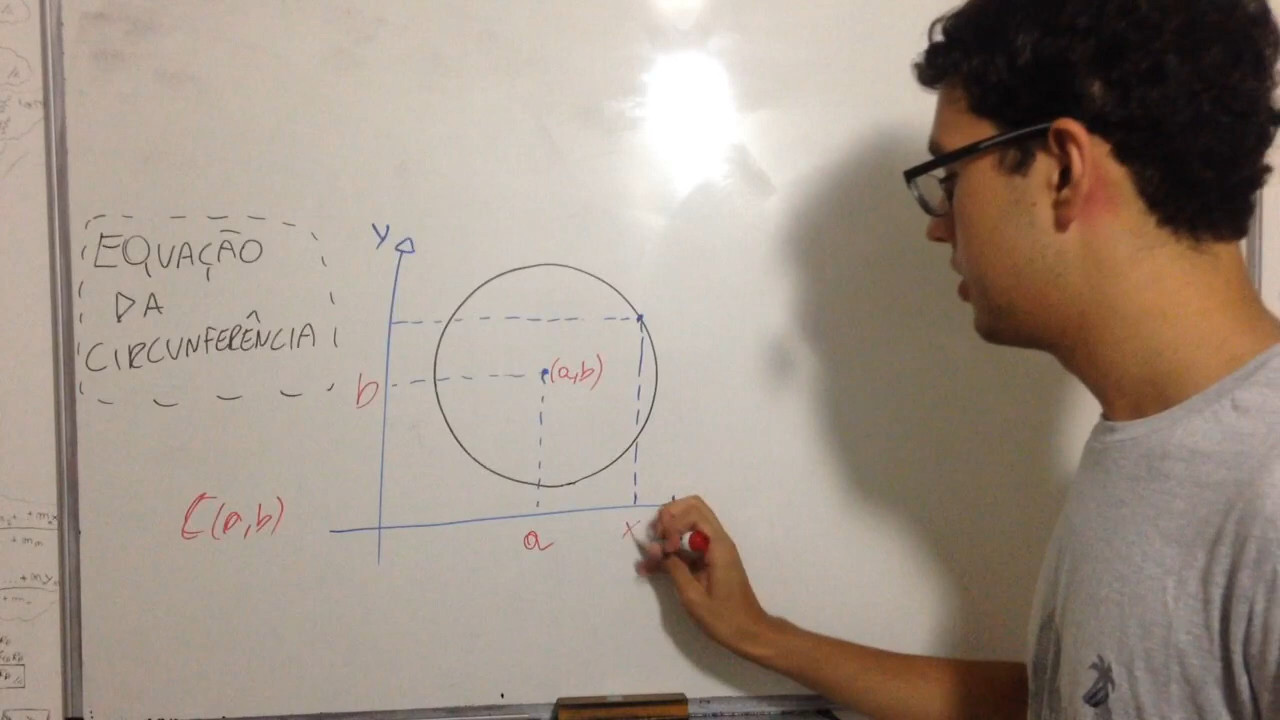 EQUAÇÃO
DA
CIRCUNFERÊNCIA
y
(a,b)
b
C(a,b)
a
x